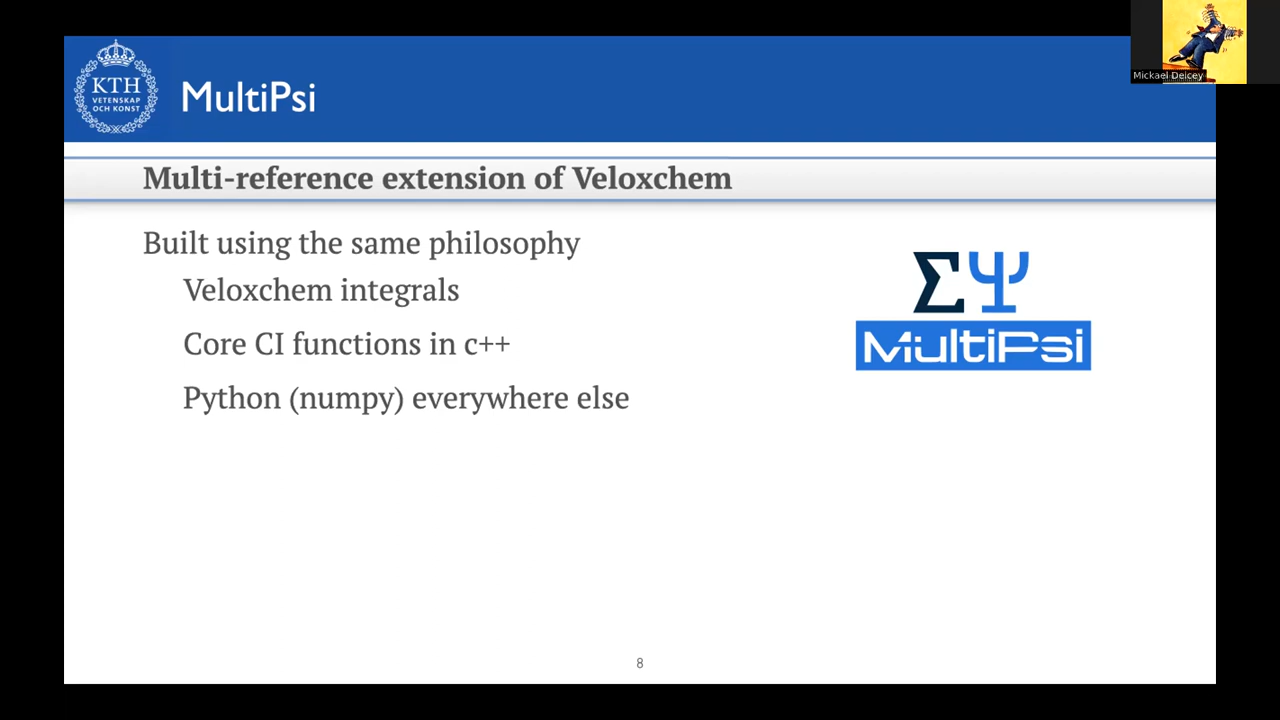 KTH
VETENSKAP
OCH KONST
MultiPsi
Mickael Delcey
Multi-reference extension of Veloxchem
Built using the same philosophy
Veloxchem integrals
Core CI functions in c++
Python (numpy) everywhere else
ΣΨ
MultiPsi
8